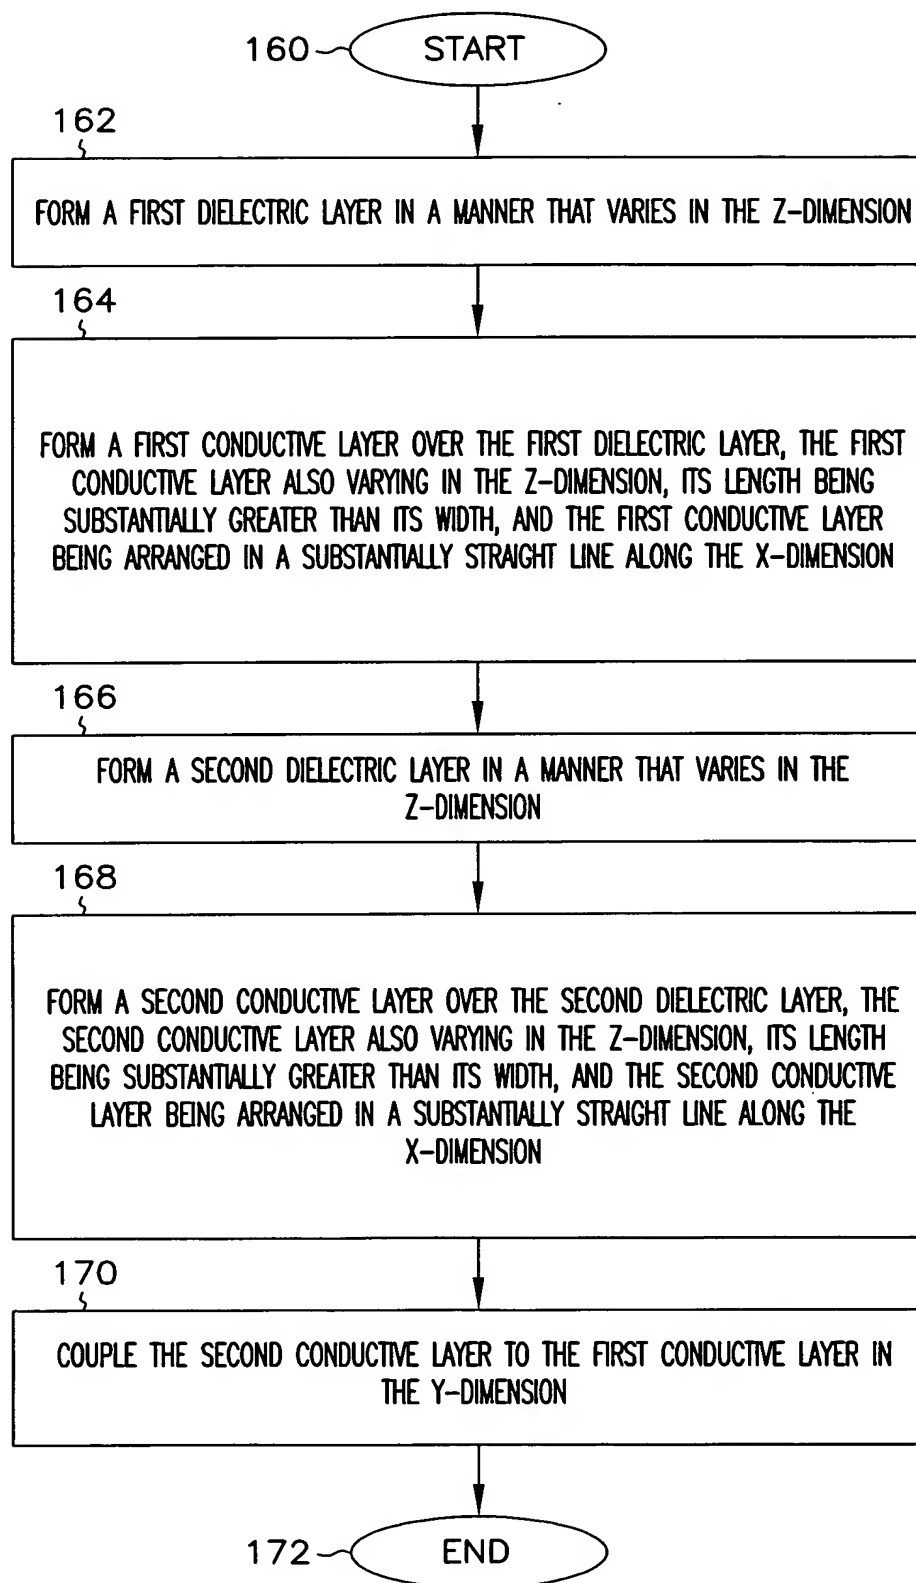 160
START
162
FORM A FIRST DIELECTRIC LAYER IN A MANNER THAT VARIES IN THE Z-DIMENSION
164
FORM A FIRST CONDUCTIVE LAYER OVER THE FIRST DIELECTRIC LAYER, THE FIRST
CONDUCTIVE LAYER ALSO VARYING IN THE Z-DIMENSION, ITS LENGTH BEING
SUBSTANTIALLY GREATER THAN ITS WIDTH, AND THE FIRST CONDUCTIVE LAYER
BEING ARRANGED IN A SUBSTANTIALLY STRAIGHT LINE ALONG THE X-DIMENSION
166
FORM A SECOND DIELECTRIC LAYER IN A MANNER THAT VARIES IN THE
Z-DIMENSION
168
FORM A SECOND CONDUCTIVE LAYER OVER THE SECOND DIELECTRIC LAYER, THE
SECOND CONDUCTIVE LAYER ALSO VARYING IN THE Z-DIMENSION, ITS LENGTH
BEING SUBSTANTIALLY GREATER THAN ITS WIDTH, AND THE SECOND CONDUCTIVE
LAYER BEING ARRANGED IN A SUBSTANTIALLY STRAIGHT LINE ALONG THE
X-DIMENSION
170
COUPLE THE SECOND CONDUCTIVE LAYER TO THE FIRST CONDUCTIVE LAYER IN
THE Y-DIMENSION
172
END